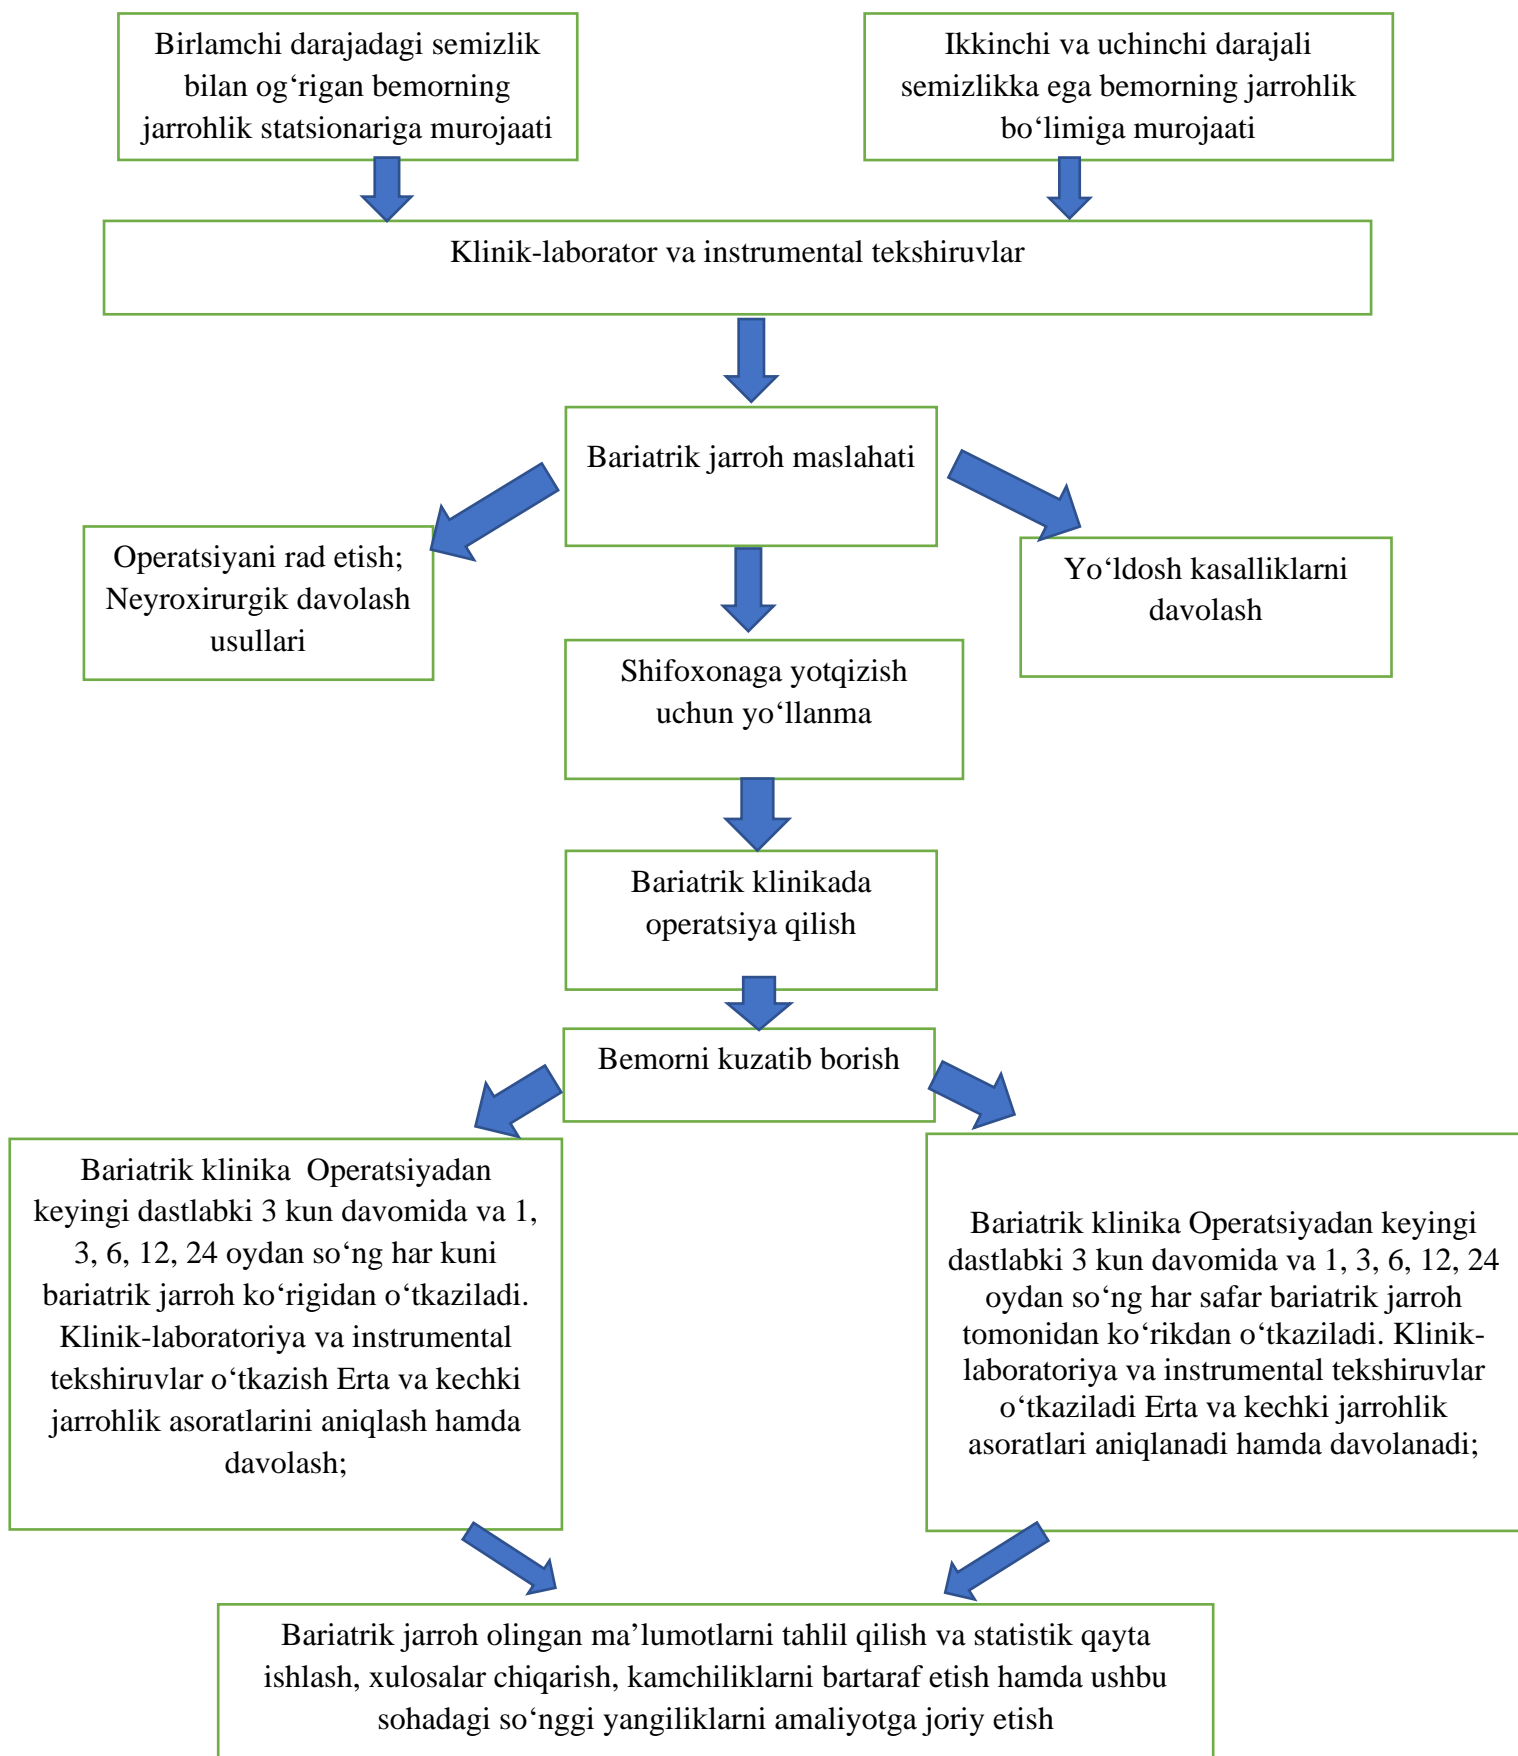 Birlamchi darajadagi semizlik
bilan og‘rigan bemorning
jarrohlik statsionariga murojaati
Ikkinchi va uchinchi darajali
semizlikka ega bemorning jarrohlik
bo‘limiga murojaati
Klinik-laborator va instrumental tekshiruvlar
Bariatrik jarroh maslahati
Operatsiyani rad etish;
Neyroxirurgik davolash
usullari
Yo‘ldosh kasalliklarni
davolash
Shifoxonaga yotqizish
uchun yo‘llanma
Bariatrik klinikada
operatsiya qilish
Bemorni kuzatib borish
Bariatrik klinika  Operatsiyadan
keyingi dastlabki 3 kun davomida va 1,
3, 6, 12, 24 oydan so‘ng har kuni
bariatrik jarroh ko‘rigidan o‘tkaziladi.
Klinik-laboratoriya va instrumental
tekshiruvlar o‘tkazish Erta va kechki
jarrohlik asoratlarini aniqlash hamda
davolash;
Bariatrik klinika Operatsiyadan keyingi
dastlabki 3 kun davomida va 1, 3, 6, 12, 24
oydan so‘ng har safar bariatrik jarroh
tomonidan ko‘rikdan o‘tkaziladi. Klinik-
laboratoriya va instrumental tekshiruvlar
o‘tkaziladi Erta va kechki jarrohlik
asoratlari aniqlanadi hamda davolanadi;
Bariatrik jarroh olingan ma’lumotlarni tahlil qilish va statistik qayta
ishlash, xulosalar chiqarish, kamchiliklarni bartaraf etish hamda ushbu
sohadagi so‘nggi yangiliklarni amaliyotga joriy etish